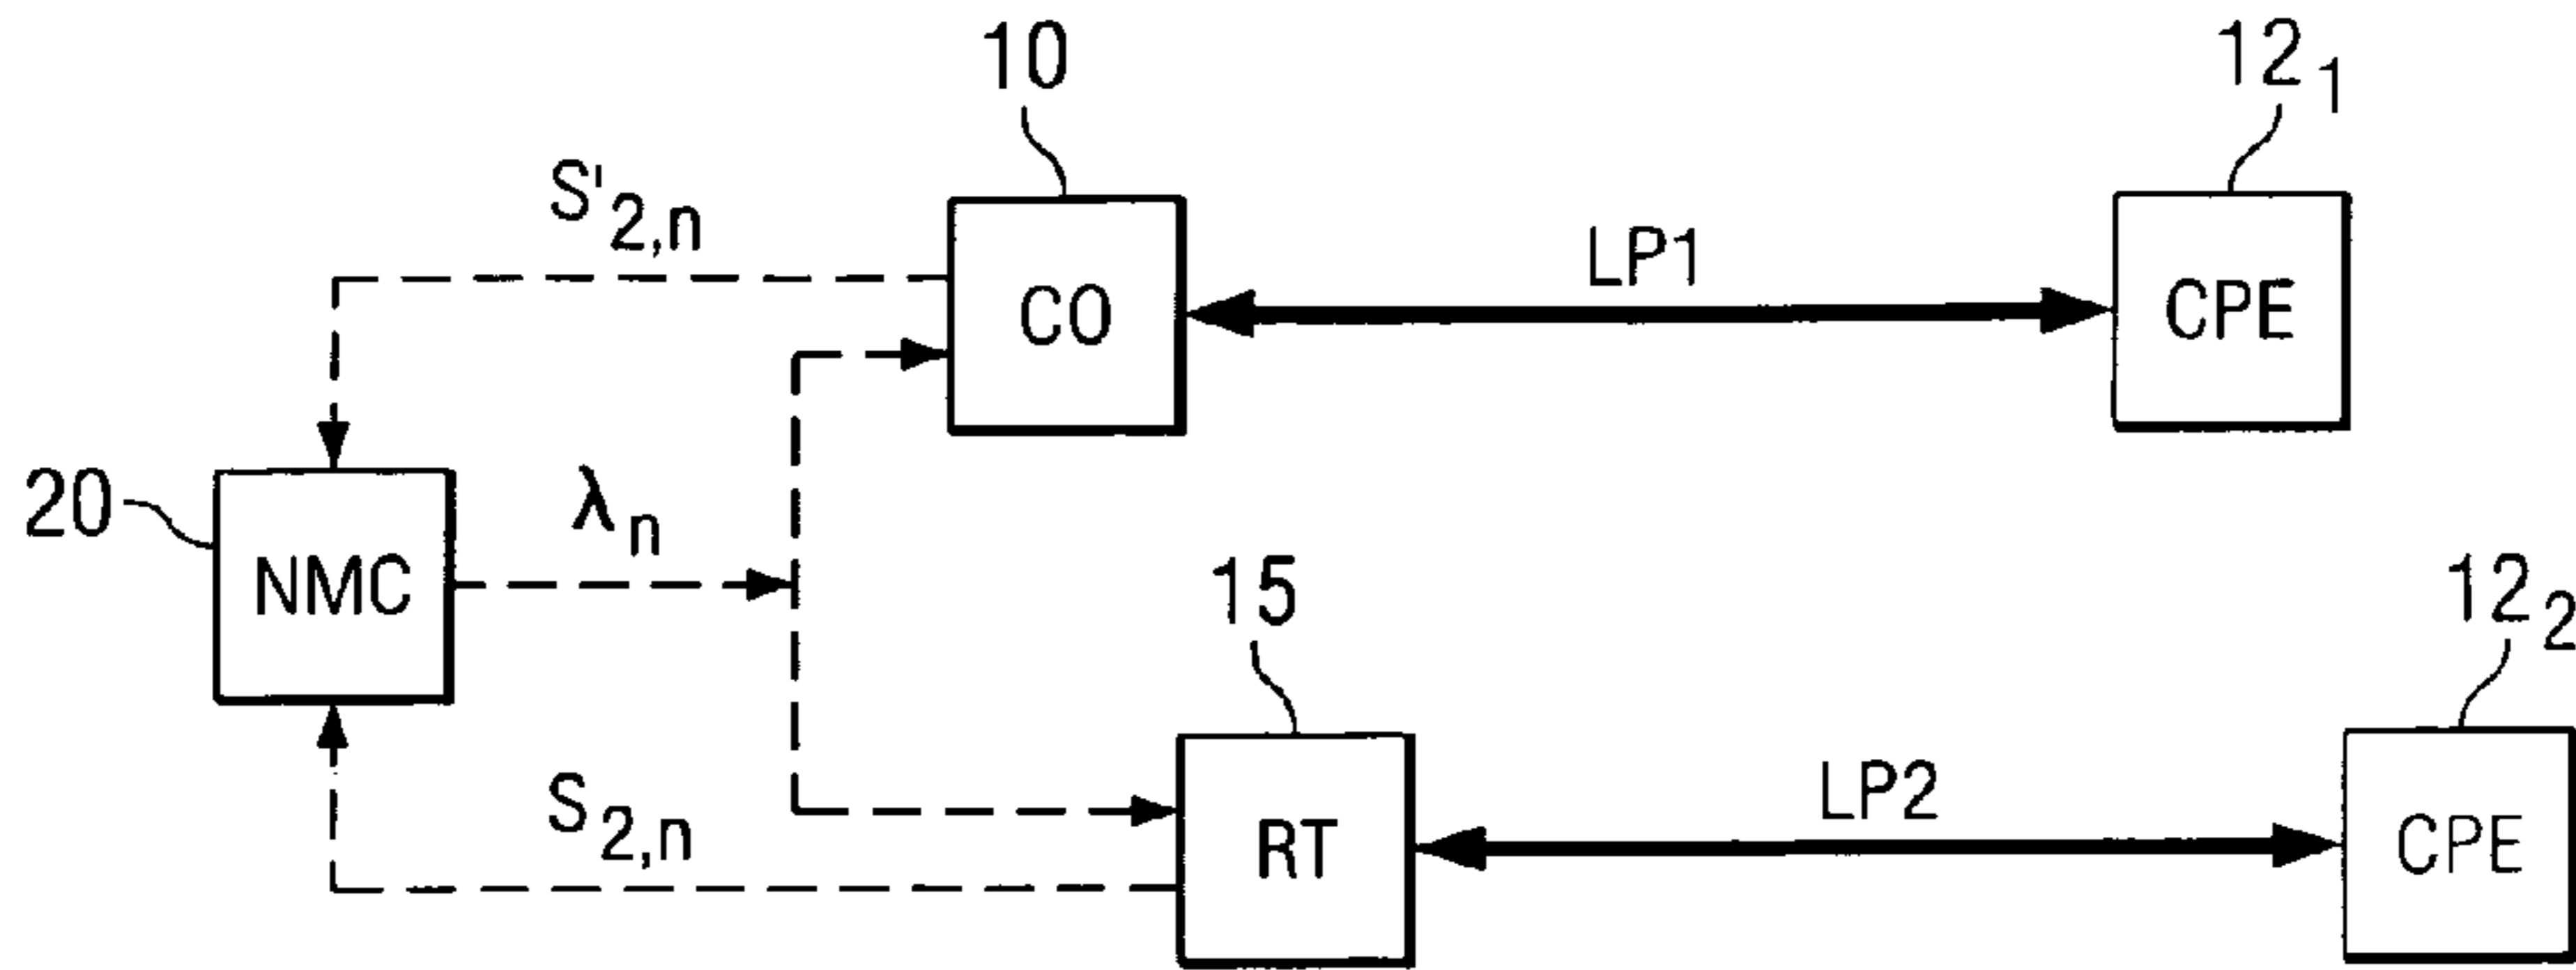 10
12₁
S'₂,ₙ
LP1
CO
CPE
20
λₙ
NMC
15
12₂
S₂,ₙ
LP2
RT
CPE